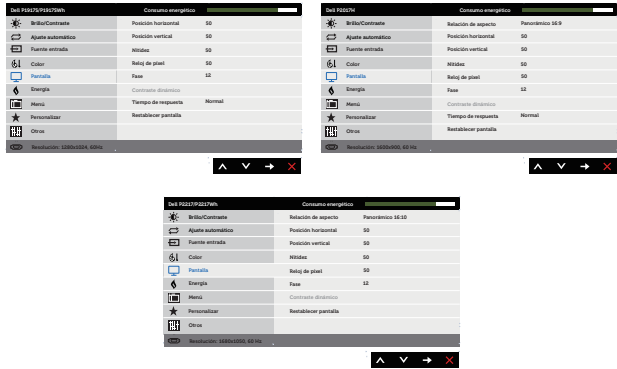 Dell P1917S/P1917SWh Consumo energético
Brillo/Contraste Posición horizontal 50
Ajuste automático Posición vertical 50
Fuente entrada Nitidez 50
Color Reloj de píxel 50
Pantalla Fase 12
Energía Contraste dinámico
Menú Tiempo de respuesta Normal
Personalizar Restablecer pantalla
Otros
Resolución: 1280x1024, 60Hz
Dell P2017H Consumo energético
Brillo/Contraste Relación de aspecto Panorámico 16:9
Ajuste automático Posición horizontal 50
Fuente entrada Posición vertical 50
Color Nitidez 50
Pantalla Reloj de píxel 50
Energía Fase 12
Menú Contraste dinámico
Personalizar Tiempo de respuesta Normal
Otros Restablecer pantalla
Resolución: 1600x900, 60Hz
Dell P2217/P2217Wh Consumo energético
Brillo/Contraste Relación de aspecto Panorámico 16:10
Ajuste automático Posición horizontal 50
Fuente entrada Posición vertical 50
Color Nitidez 50
Pantalla Reloj de píxel 50
Energía Fase 12
Menú Contraste dinámico
Personalizar Restablecer pantalla
Otros
Resolución: 1680x1050, 60 Hz